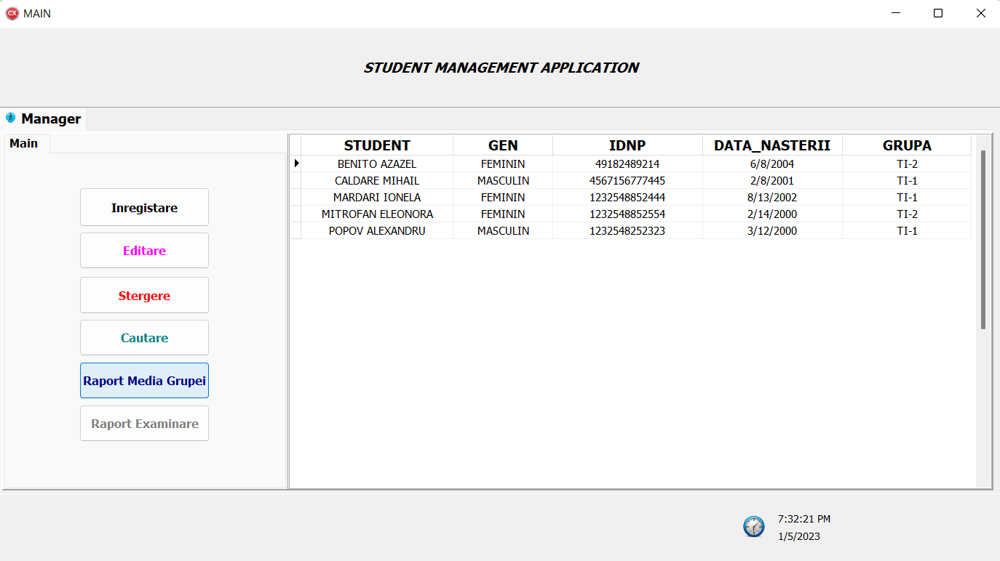 CX MAIN
STUDENT MANAGEMENT APPLICATION
Manager
Main
Inregistare
Editare
Stergere
Cautare
Raport Media Grupei
Raport Examinare
STUDENT GEN IDNP DATA_NASTERII GRUPA
BENITO AZAZEL FEMININ 49182489214 6/8/2004 TI-2
CALDARE MIHAIL MASCULIN 4567156777445 2/8/2001 TI-1
MARDARI IONELA FEMININ 1232548852444 8/13/2002 TI-1
MITROFAN ELEONORA FEMININ 1232548852554 2/14/2000 TI-2
POPOV ALEXANDRU MASCULIN 1232548252323 3/12/2000 TI-1
7:32:21 PM
1/5/2023